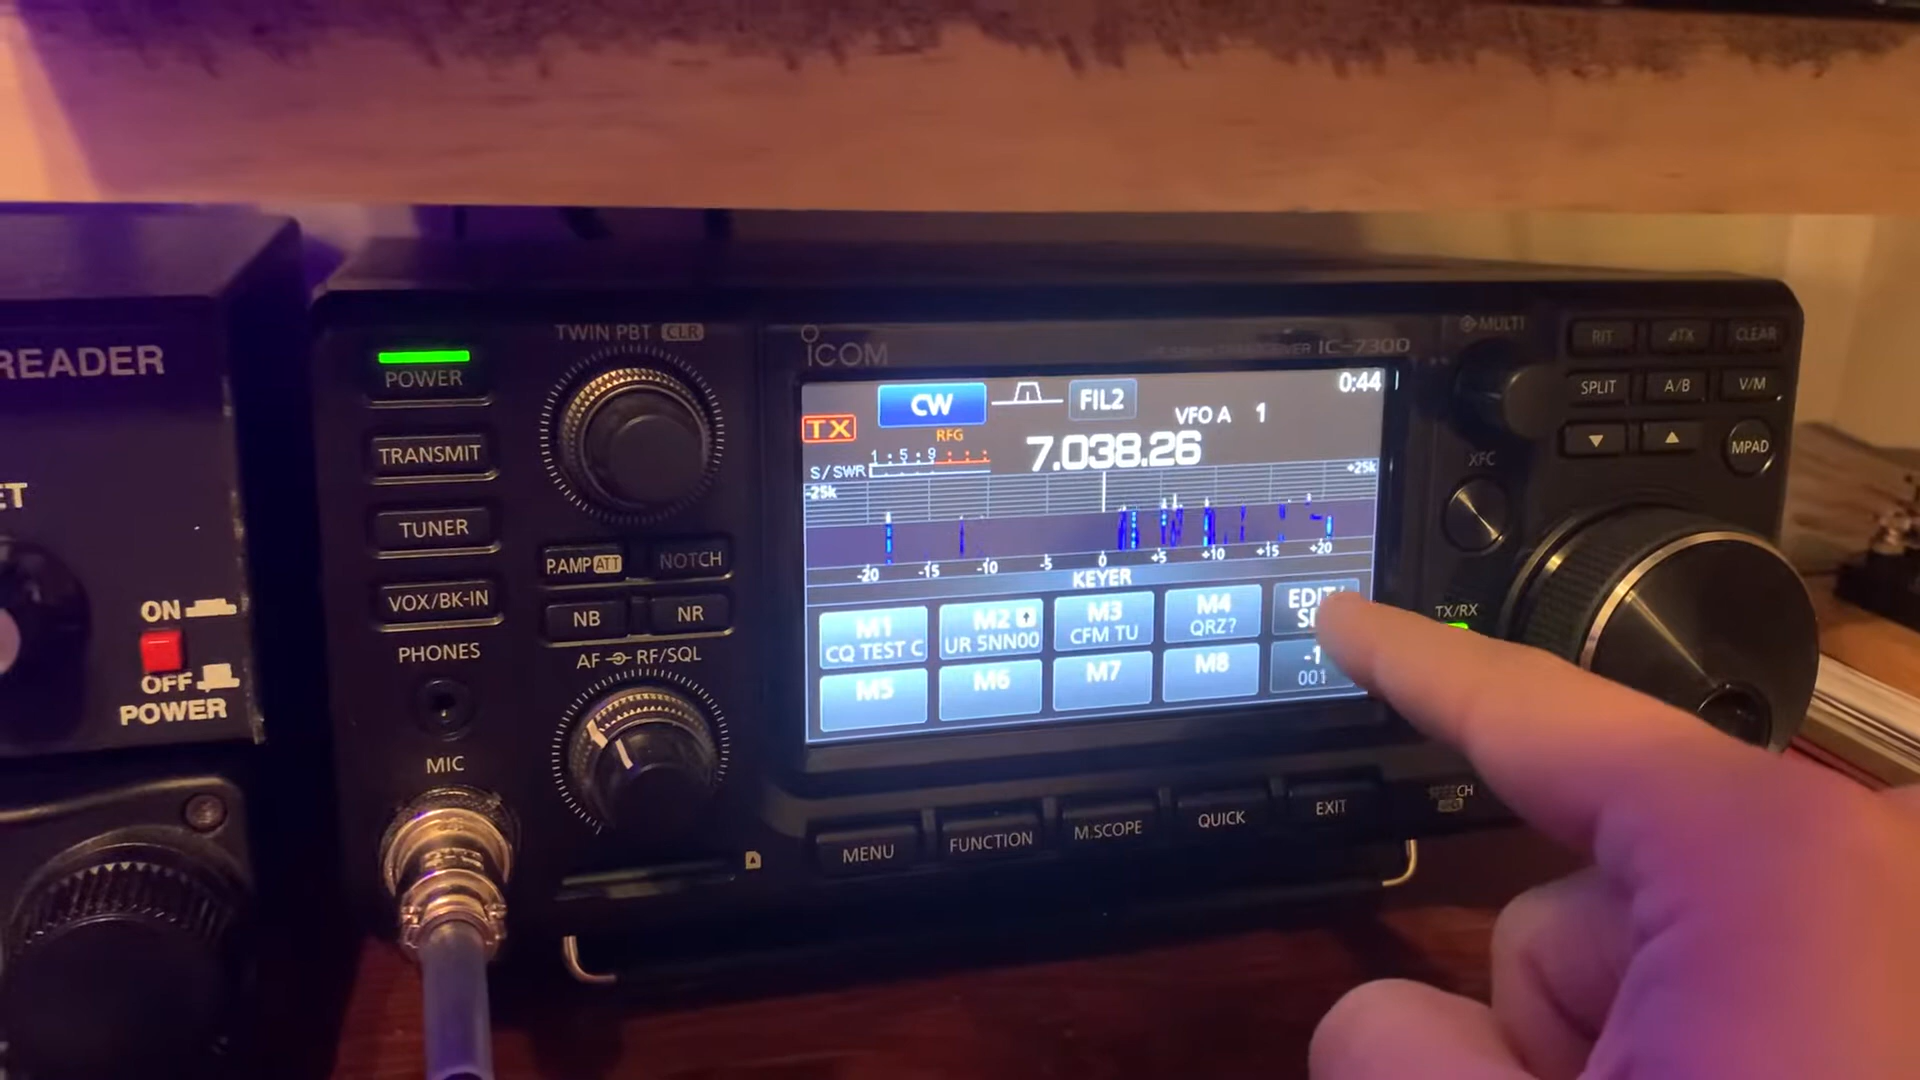 READER
ET
ON
OFF
POWER
POWER
TRANSMIT
TUNER
VOX/BK-IN
PHONES
MIC
TWIN PBT CLR
P.AMP ATT
NOTCH
NB
NR
AF RF/SQL
ICOM
IC-7300
CW
FIL2
0:44
TX
RFG
VFO A 1
1 · 5 · 9
7.038.26
S/SWR
-25k
+25k
-20 -15 -10 -5 0 +5 +10 +15 +20
KEYER
M1
CQ TEST C
M2
UR 5NN00
M3
CFM TU
M4
QRZ?
EDIT/
M5
M6
M7
M8
-1
001
MENU
FUNCTION
M.SCOPE
QUICK
EXIT
SPEECH
MULTI
RIT
ΔTX
CLEAR
SPLIT
A/B
V/M
MPAD
XFC
TX/RX